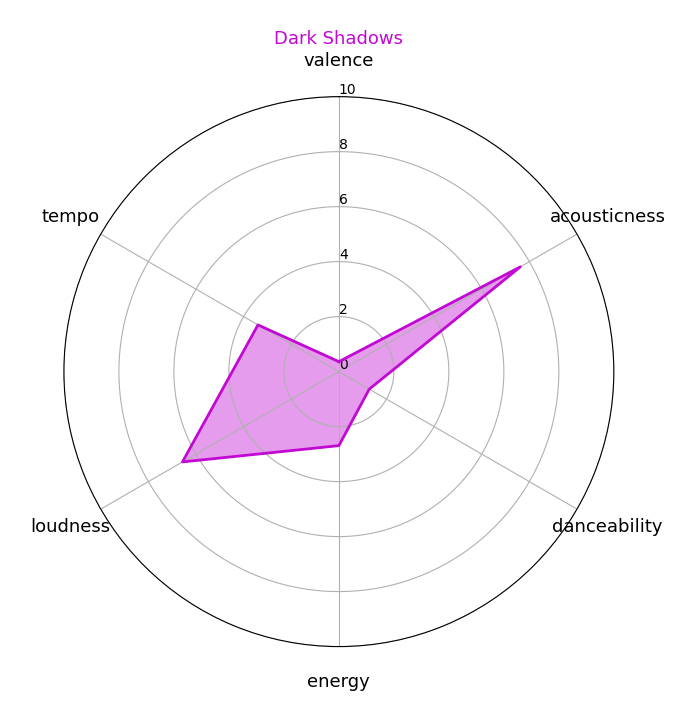 Dark Shadows
valence
10
8
tempo
acousticness
6
4
2
0
loudness
danceability
energy